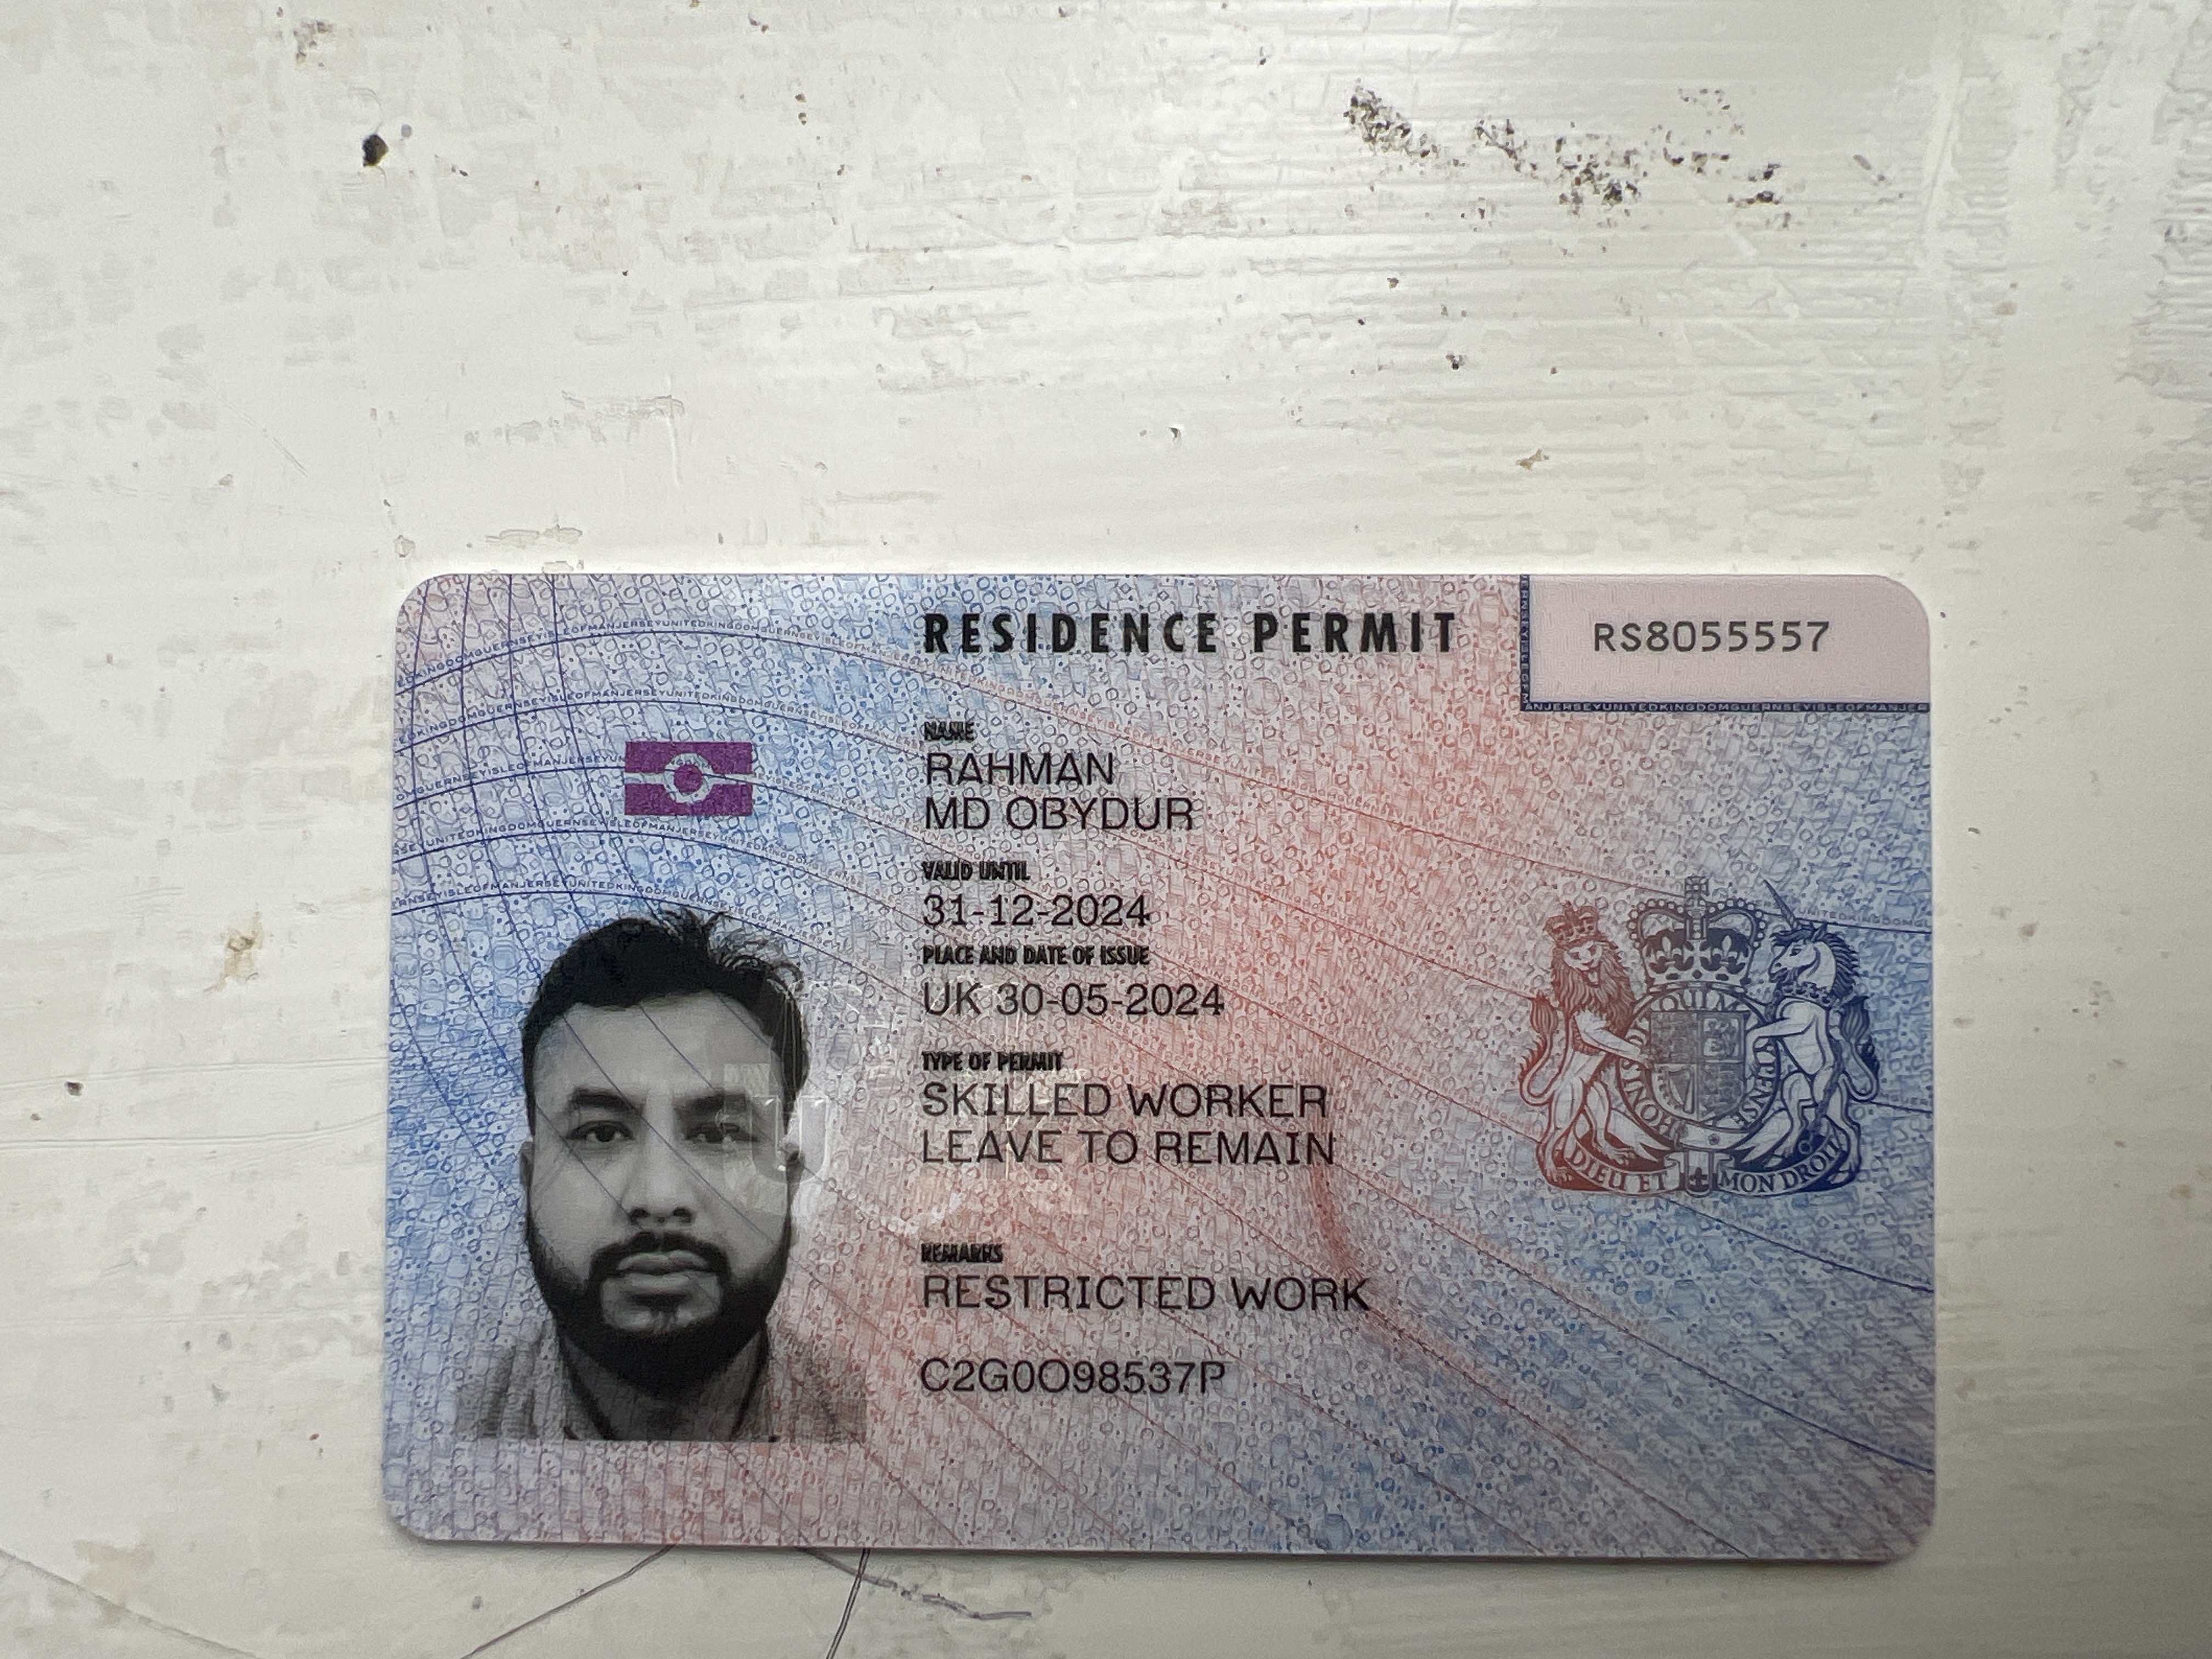 RESIDENCE PERMIT
RS8055557
NAME
RAHMAN
MD OBYDUR
VALID UNTIL
31-12-2024
PLACE AND DATE OF ISSUE
UK 30-05-2024
TYPE OF PERMIT
SKILLED WORKER
LEAVE TO REMAIN
REMARKS
RESTRICTED WORK
C2G0O98537P
DIEU ET MON DROIT